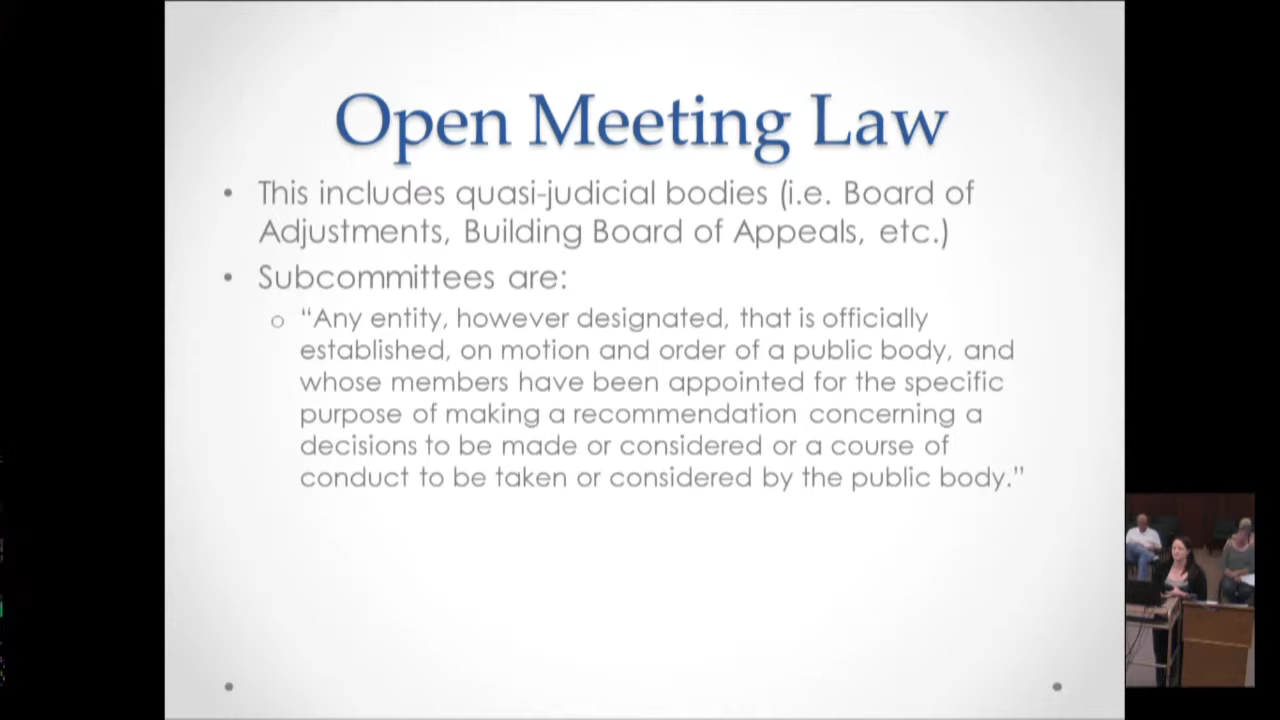 Open Meeting Law
• This includes quasi-judicial bodies (i.e. Board of
Adjustments, Building Board of Appeals, etc.)
• Subcommittees are:
o “Any entity, however designated, that is officially
established, on motion and order of a public body, and
whose members have been appointed for the specific
purpose of making a recommendation concerning a
decisions to be made or considered or a course of
conduct to be taken or considered by the public body.”